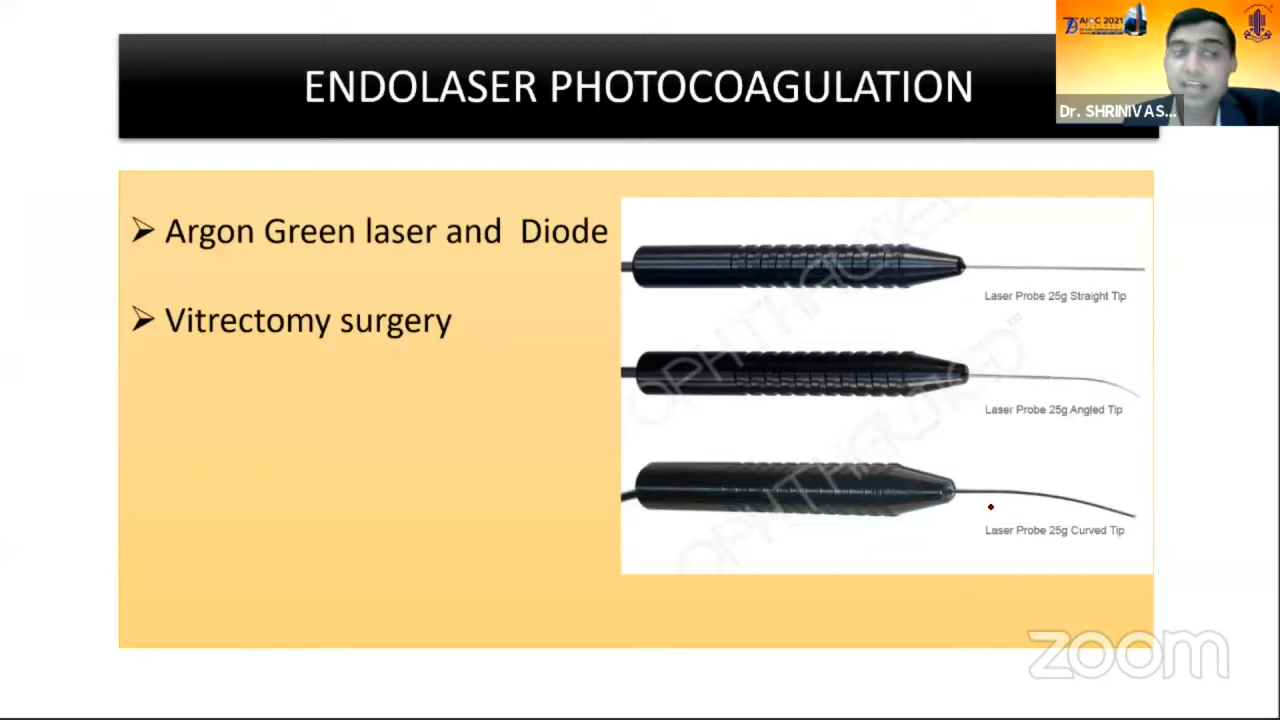 ENDOLASER PHOTOCOAGULATION
AIOC 2021
Dr. SHRINIVAS...
➢ Argon Green laser and Diode
➢ Vitrectomy surgery
Laser Probe 25g Straight Tip
Laser Probe 25g Angled Tip
Laser Probe 25g Curved Tip
OPHTHALMED
zoom